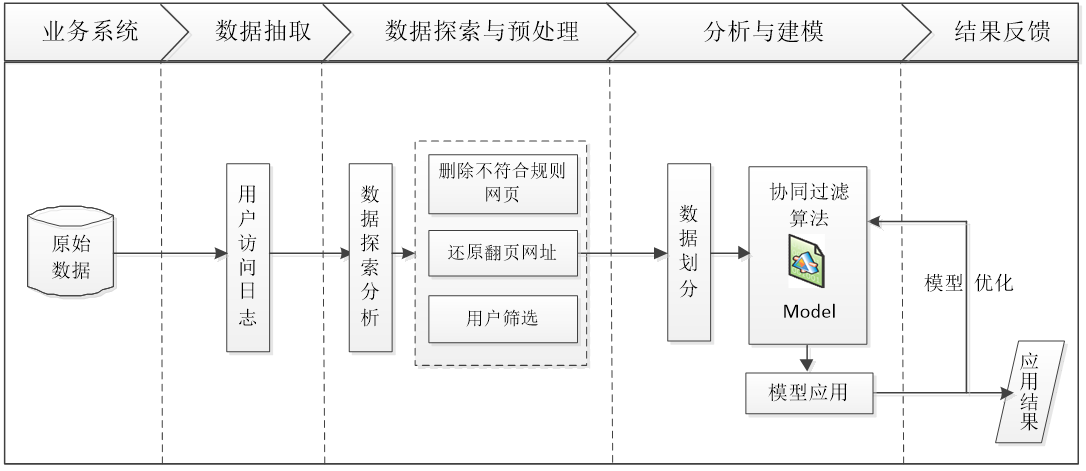 业务系统
数据抽取
数据探索与预处理
分析与建模
结果反馈
原始
数据
用户访问日志
数据探索分析
删除不符合规则
网页
还原翻页网址
用户筛选
数据划分
协同过滤
算法
Model
模型应用
模型 优化
应用结果